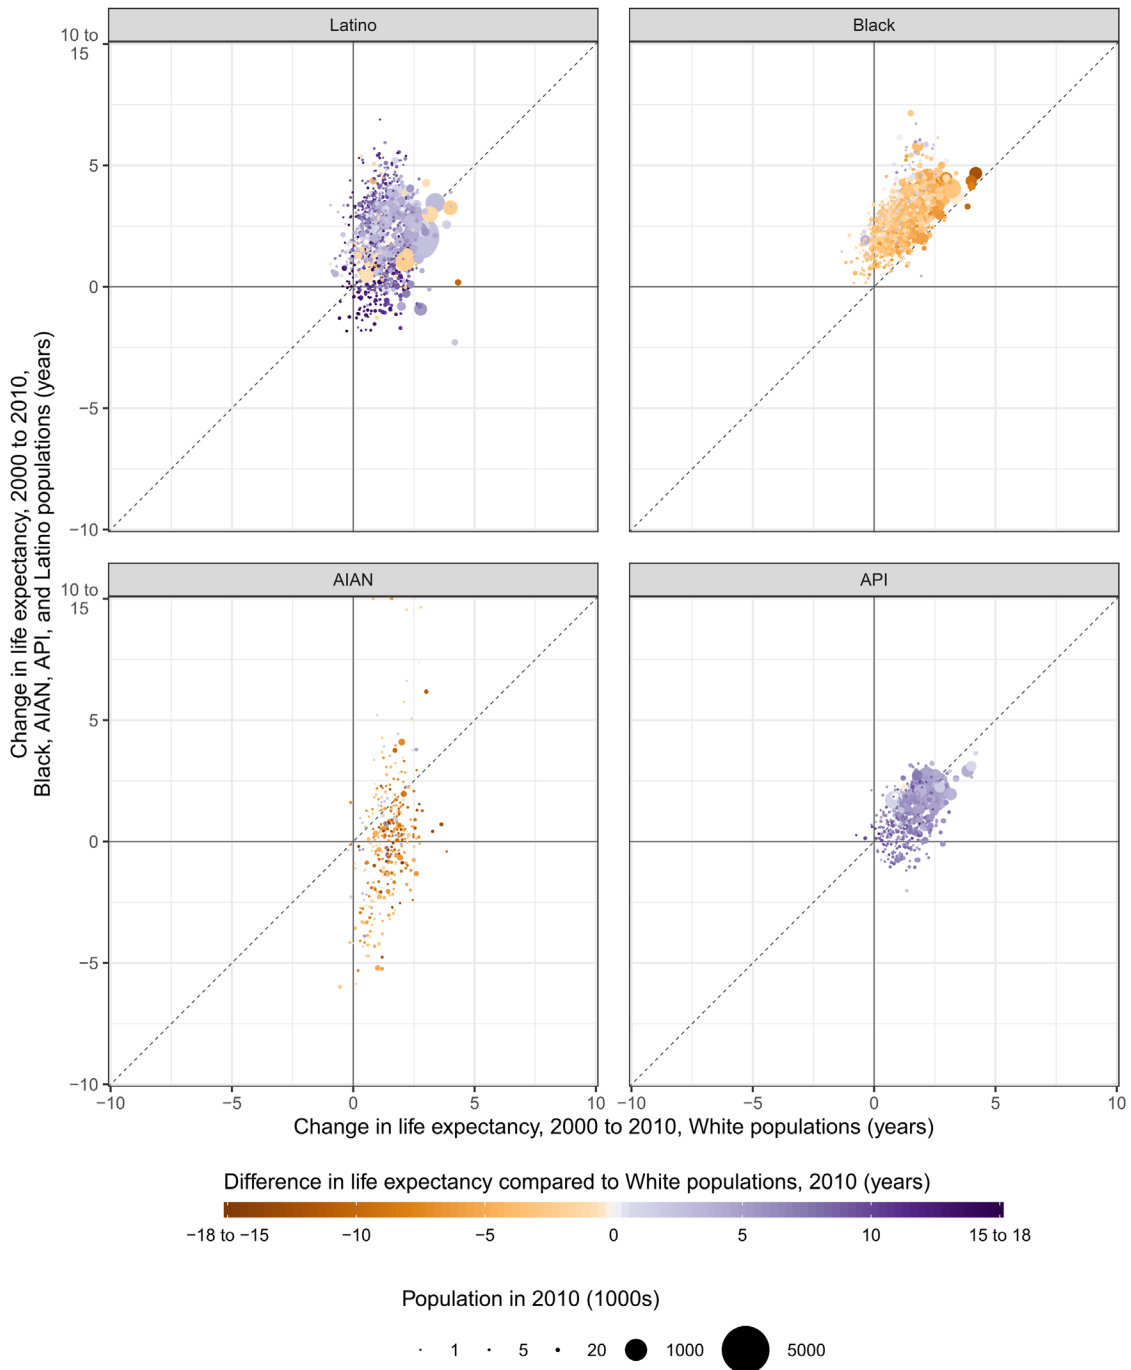 Latino
Black
10 to
15
5
0
−5
−10
AIAN
API
10 to
15
5
0
−5
−10
−10
−5
0
5
10
−10
−5
0
5
10
Change in life expectancy, 2000 to 2010,
Black, AIAN, API, and Latino populations (years)
Change in life expectancy, 2000 to 2010, White populations (years)
Difference in life expectancy compared to White populations, 2010 (years)
−18 to −15
−10
−5
0
5
10
15 to 18
Population in 2010 (1000s)
1
5
20
1000
5000